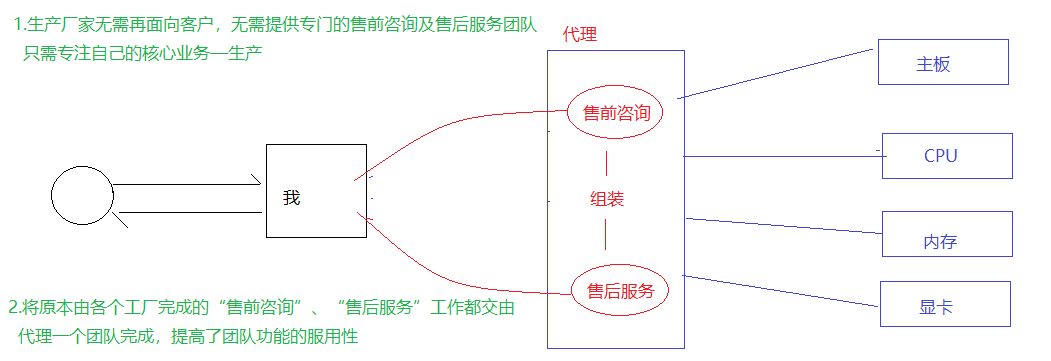 1.生产厂家无需再面向客户，无需提供专门的售前咨询及售后服务团队
只需专注自己的核心业务—生产
代理
售前咨询
组装
售后服务
我
主板
CPU
内存
显卡
2.将原本由各个工厂完成的“售前咨询”、“售后服务”工作都交由
代理一个团队完成，提高了团队功能的服用性